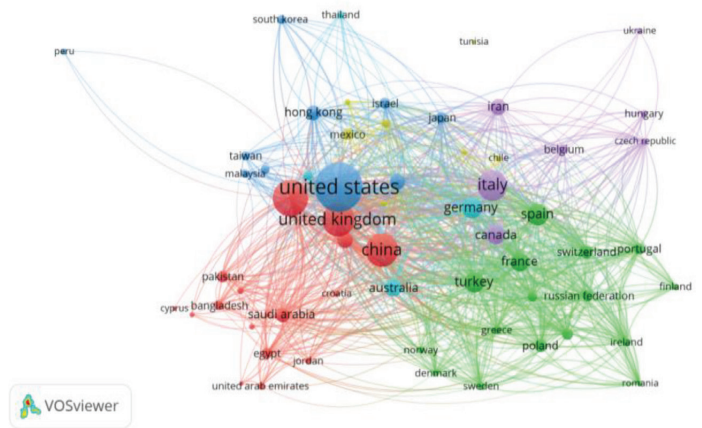 south korea
thailand
ukraine
tunisia
peru
israel
iran
hong kong
japan
hungary
mexico
czech republic
belgium
taiwan
chile
malaysia
united states
italy
germany
spain
united kingdom
canada
china
switzerland
portugal
france
pakistan
turkey
australia
finland
croatia
russian federation
cyprus
bangladesh
saudi arabia
greece
ireland
poland
norway
egypt
jordan
denmark
romania
united arab emirates
sweden
VOSviewer